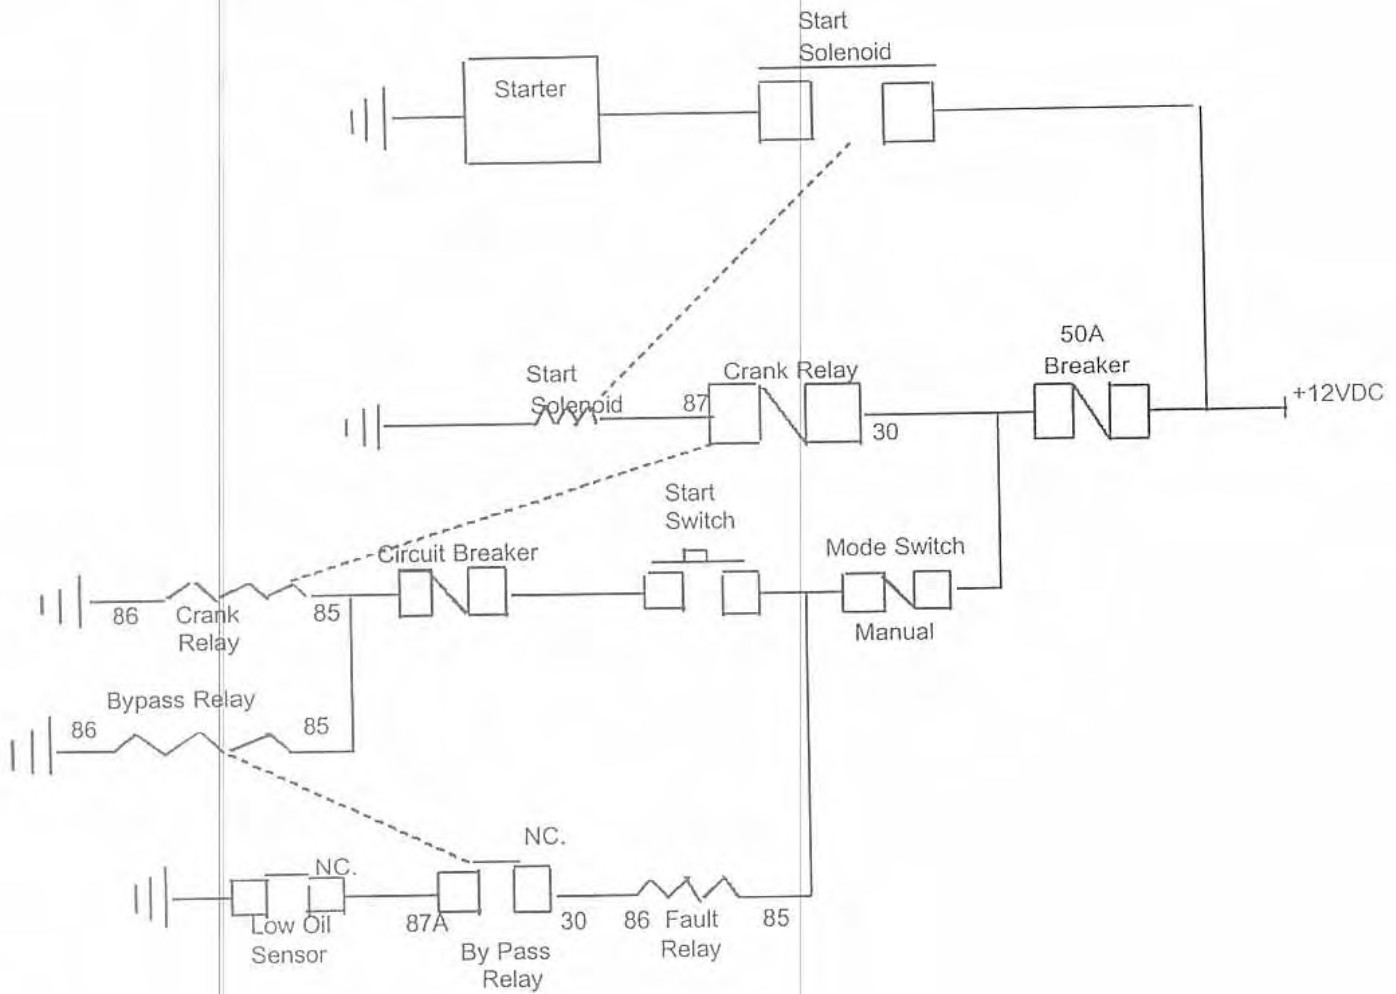 Start
Solenoid
Starter
50A
Breaker
+12VDC
Start
Solenoid
87
Crank Relay
30
Start
Switch
Circuit Breaker
Mode Switch
86
Crank
Relay
85
Manual
Bypass Relay
86
85
NC.
NC.
Low Oil
Sensor
87A
30
By Pass
Relay
86
Fault
Relay
85